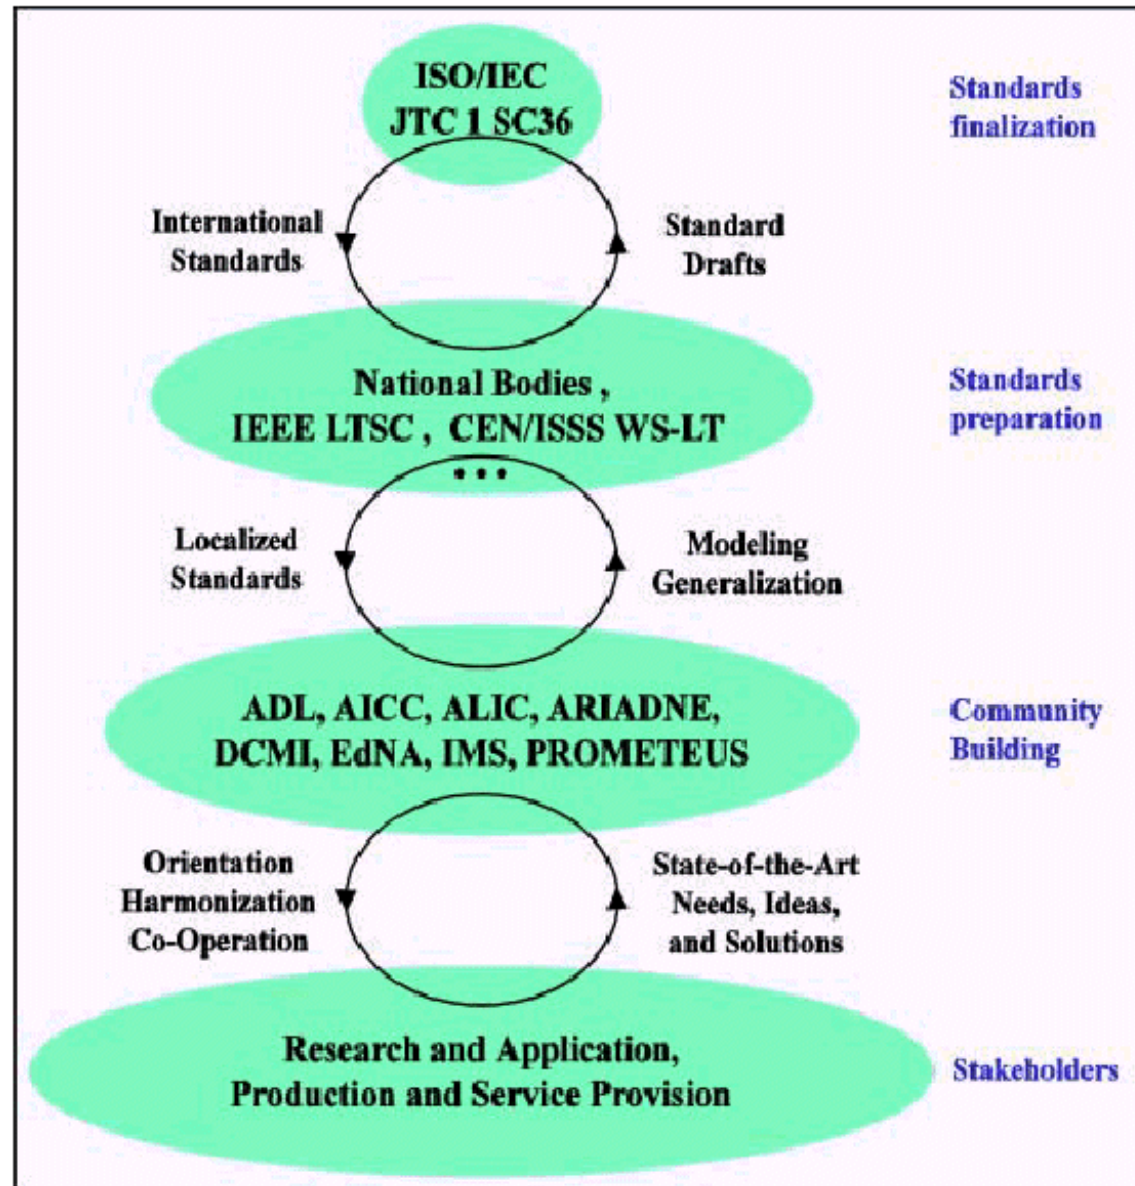 ISO/IEC
JTC 1 SC36
Standards
finalization
International
Standards
Standard
Drafts
National Bodies ,
IEEE LTSC ,  CEN/ISSS WS-LT
...
Standards
preparation
Localized
Standards
Modeling
Generalization
ADL, AICC, ALIC, ARIADNE,
DCMI, EdNA, IMS, PROMETEUS
Community
Building
Orientation
Harmonization
Co-Operation
State-of-the-Art
Needs, Ideas,
and Solutions
Research and Application,
Production and Service Provision
Stakeholders